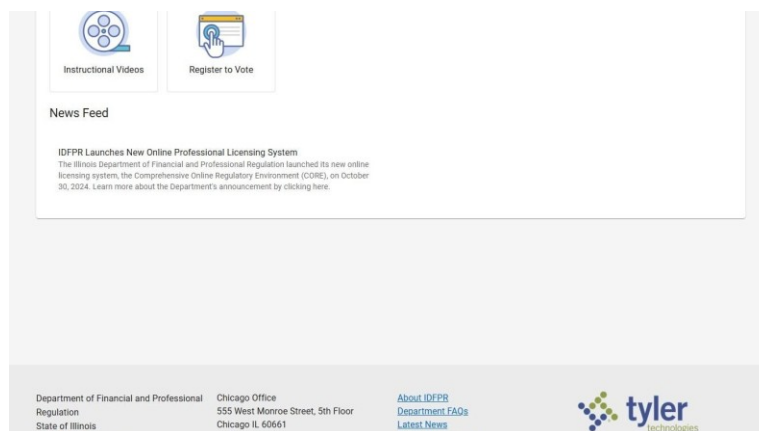 Instructional Videos
Register to Vote
News Feed
IDFPR Launches New Online Professional Licensing System
The Illinois Department of Financial and Professional Regulation launched its new online
licensing system, the Comprehensive Online Regulatory Environment (CORE), on October
30, 2024. Learn more about the Department's announcement by clicking here.
Department of Financial and Professional
Regulation
State of Illinois
Chicago Office
555 West Monroe Street, 5th Floor
Chicago IL 60661
About IDFPR
Department FAQs
Latest News
tyler
technologies